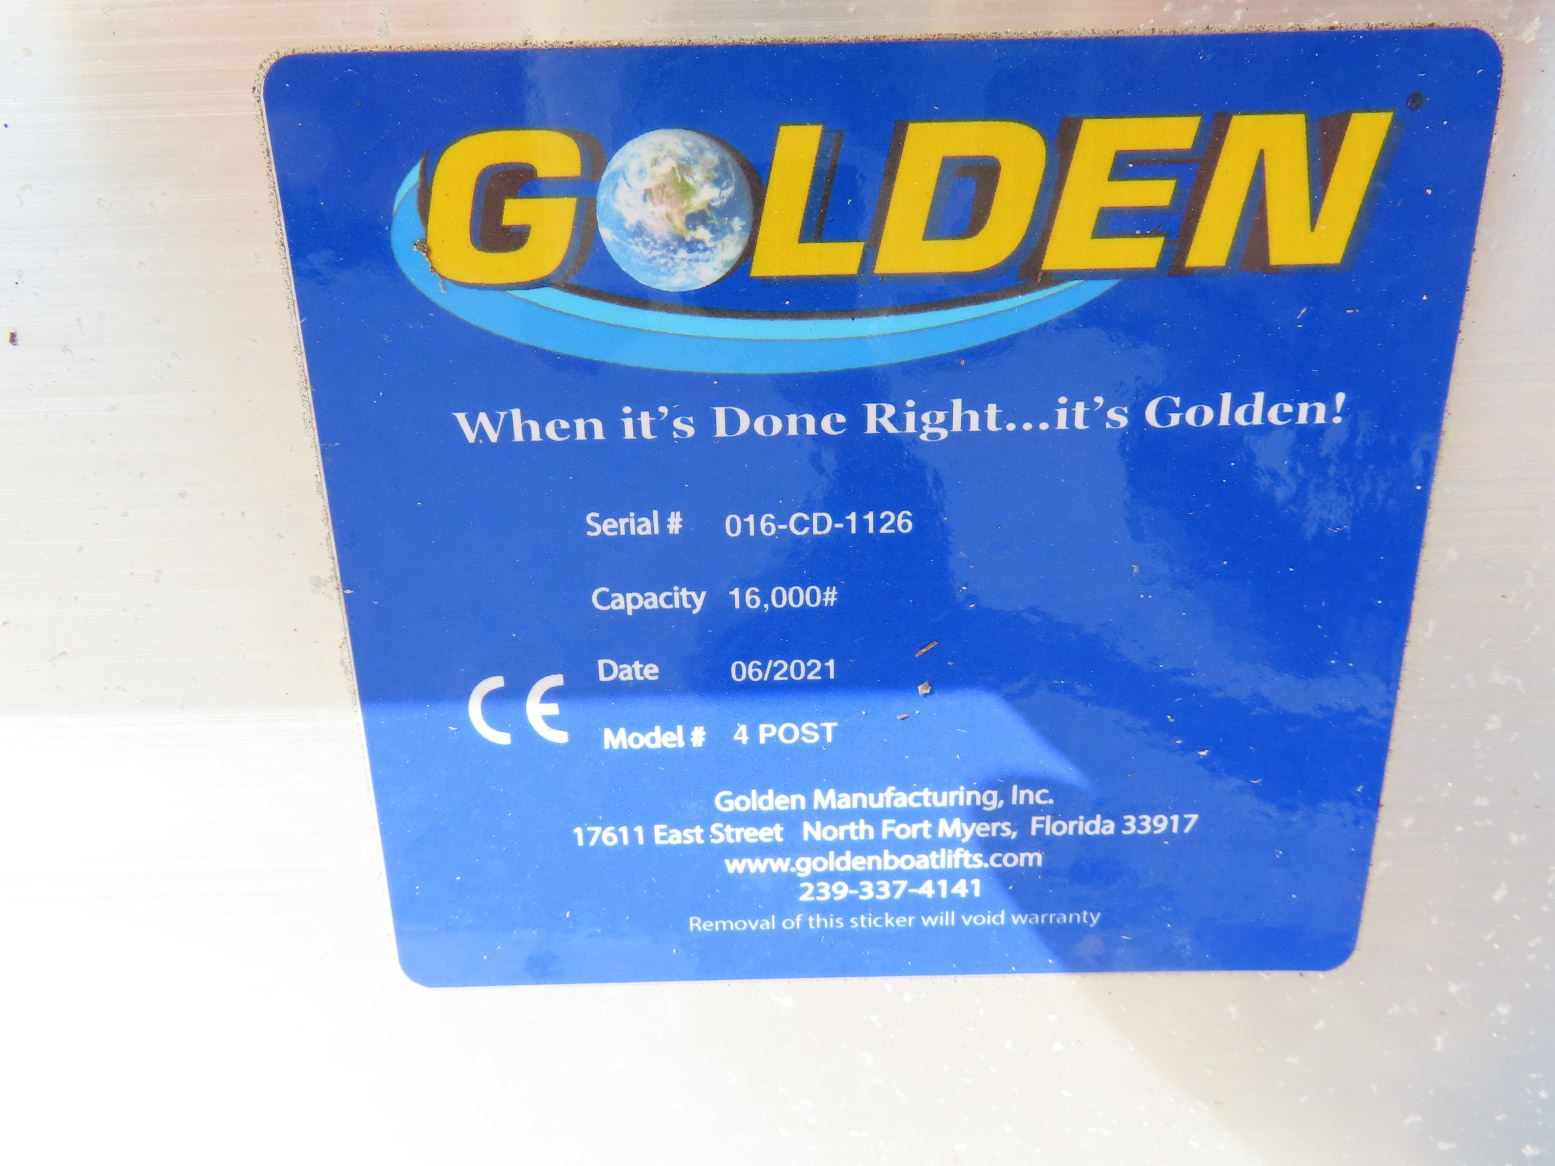 GOLDEN
When it's Done Right...it's Golden!
Serial # 016-CD-1126
Capacity 16,000#
Date 06/2021
CE
Model # 4 POST
Golden Manufacturing, Inc.
17611 East Street North Fort Myers, Florida 33917
www.goldenboatlifts.com
239-337-4141
Removal of this sticker will void warranty